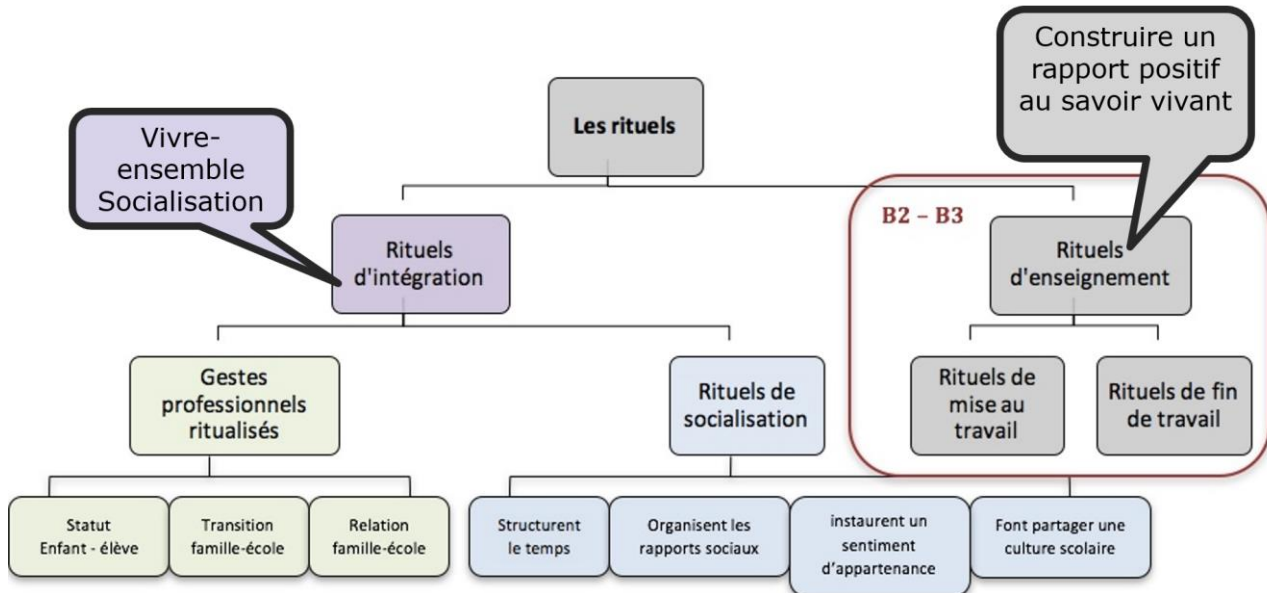 Construire un
rapport positif
au savoir vivant
Les rituels
Vivre-
ensemble
Socialisation
B2 – B3
Rituels
d'intégration
Rituels
d'enseignement
Gestes
professionnels
ritualisés
Rituels de
socialisation
Rituels de
mise au
travail
Rituels de fin
de travail
Statut
Enfant - élève
Transition
famille-école
Relation
famille-école
Structurent
le temps
Organisent les
rapports sociaux
instaurent un
sentiment
d'appartenance
Font partager une
culture scolaire